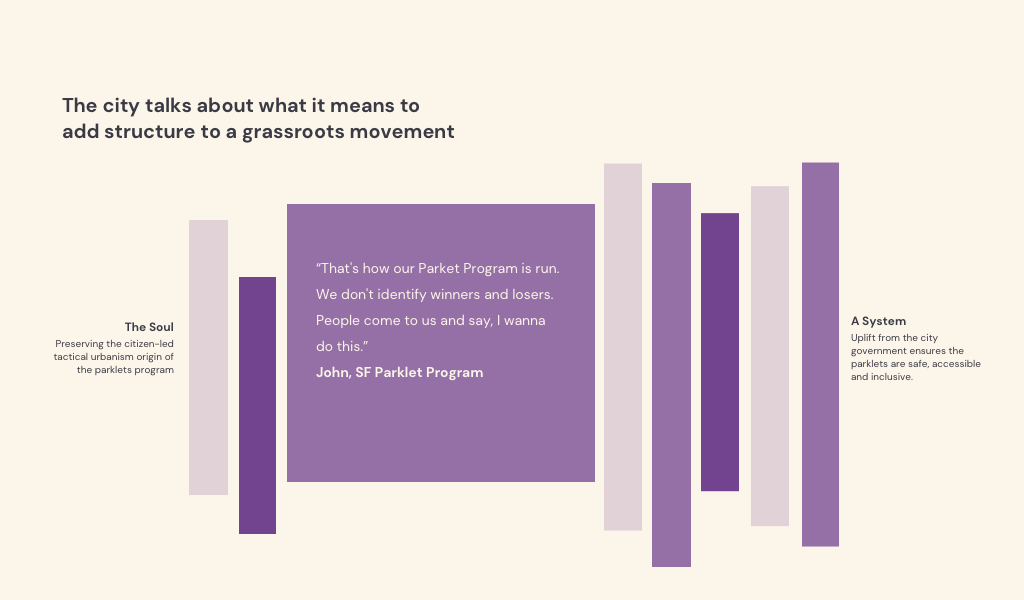 The city talks about what it means to
add structure to a grassroots movement
The Soul
Preserving the citizen-led
tactical urbanism origin of
the parklets program
“That's how our Parket Program is run.
We don't identify winners and losers.
People come to us and say, I wanna
do this.”
John, SF Parklet Program
A System
Uplift from the city
government ensures the
parklets are safe, accessible
and inclusive.